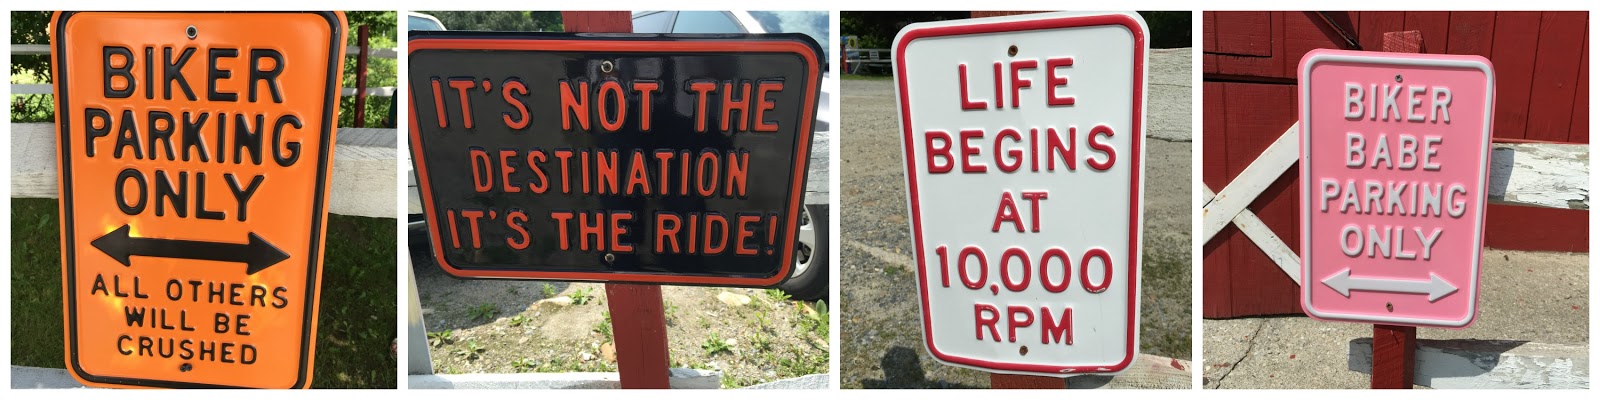 BIKER
PARKING
ONLY
ALL OTHERS
WILL BE
CRUSHED
IT'S NOT THE
DESTINATION
IT'S THE RIDE!
LIFE
BEGINS
AT
10,000
RPM
BIKER
BABE
PARKING
ONLY